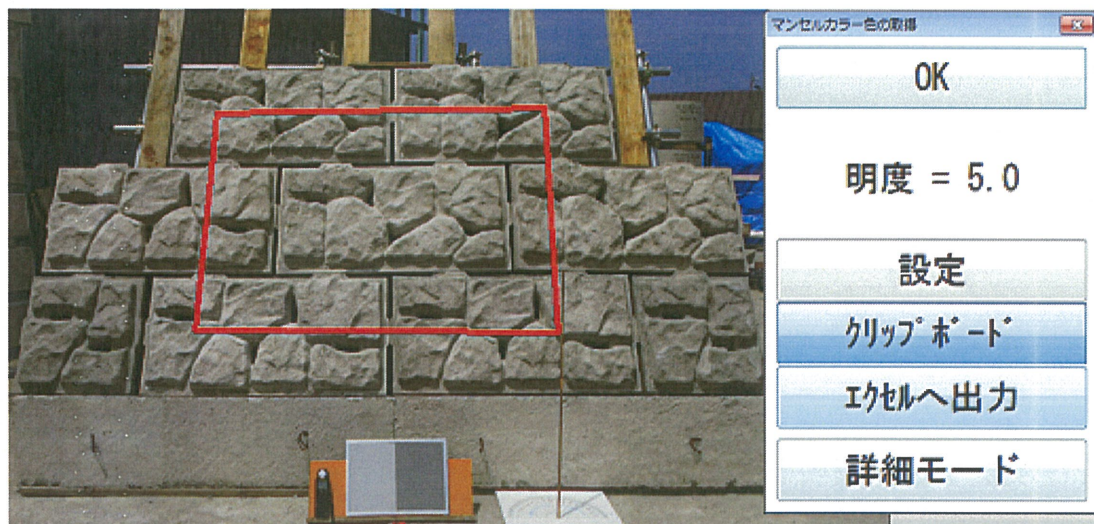 マンセルカラー色の取得
OK
明度 = 5.0
設定
クリップボード
エクセルへ出力
詳細モード